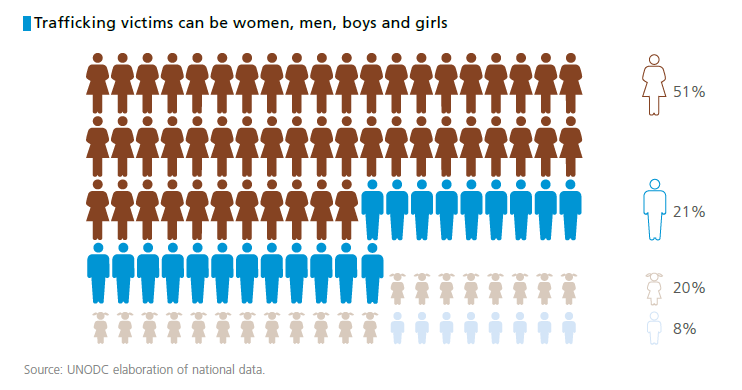 Trafficking victims can be women, men, boys and girls
51%
21%
20%
8%
Source: UNODC elaboration of national data.